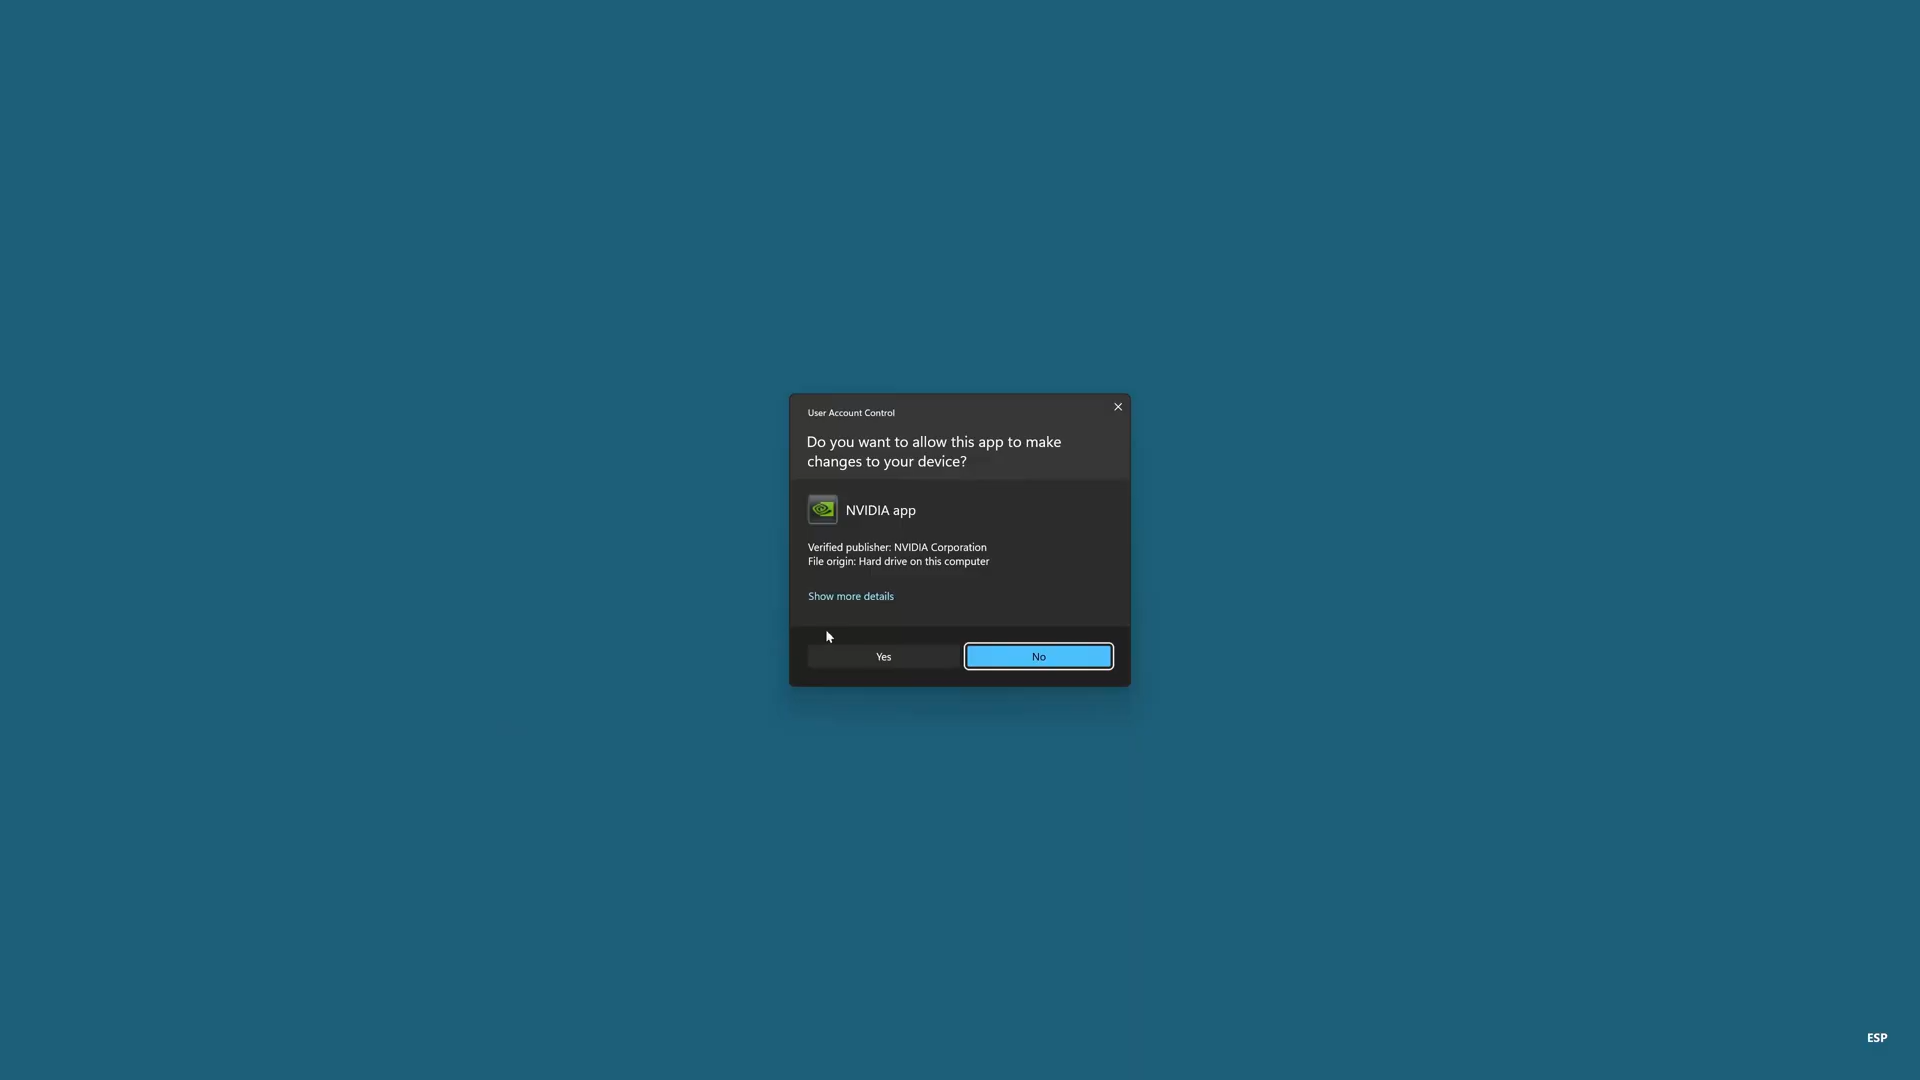 User Account Control
Do you want to allow this app to make
changes to your device?
NVIDIA app
Verified publisher: NVIDIA Corporation
File origin: Hard drive on this computer
Show more details
Yes
No
ESP